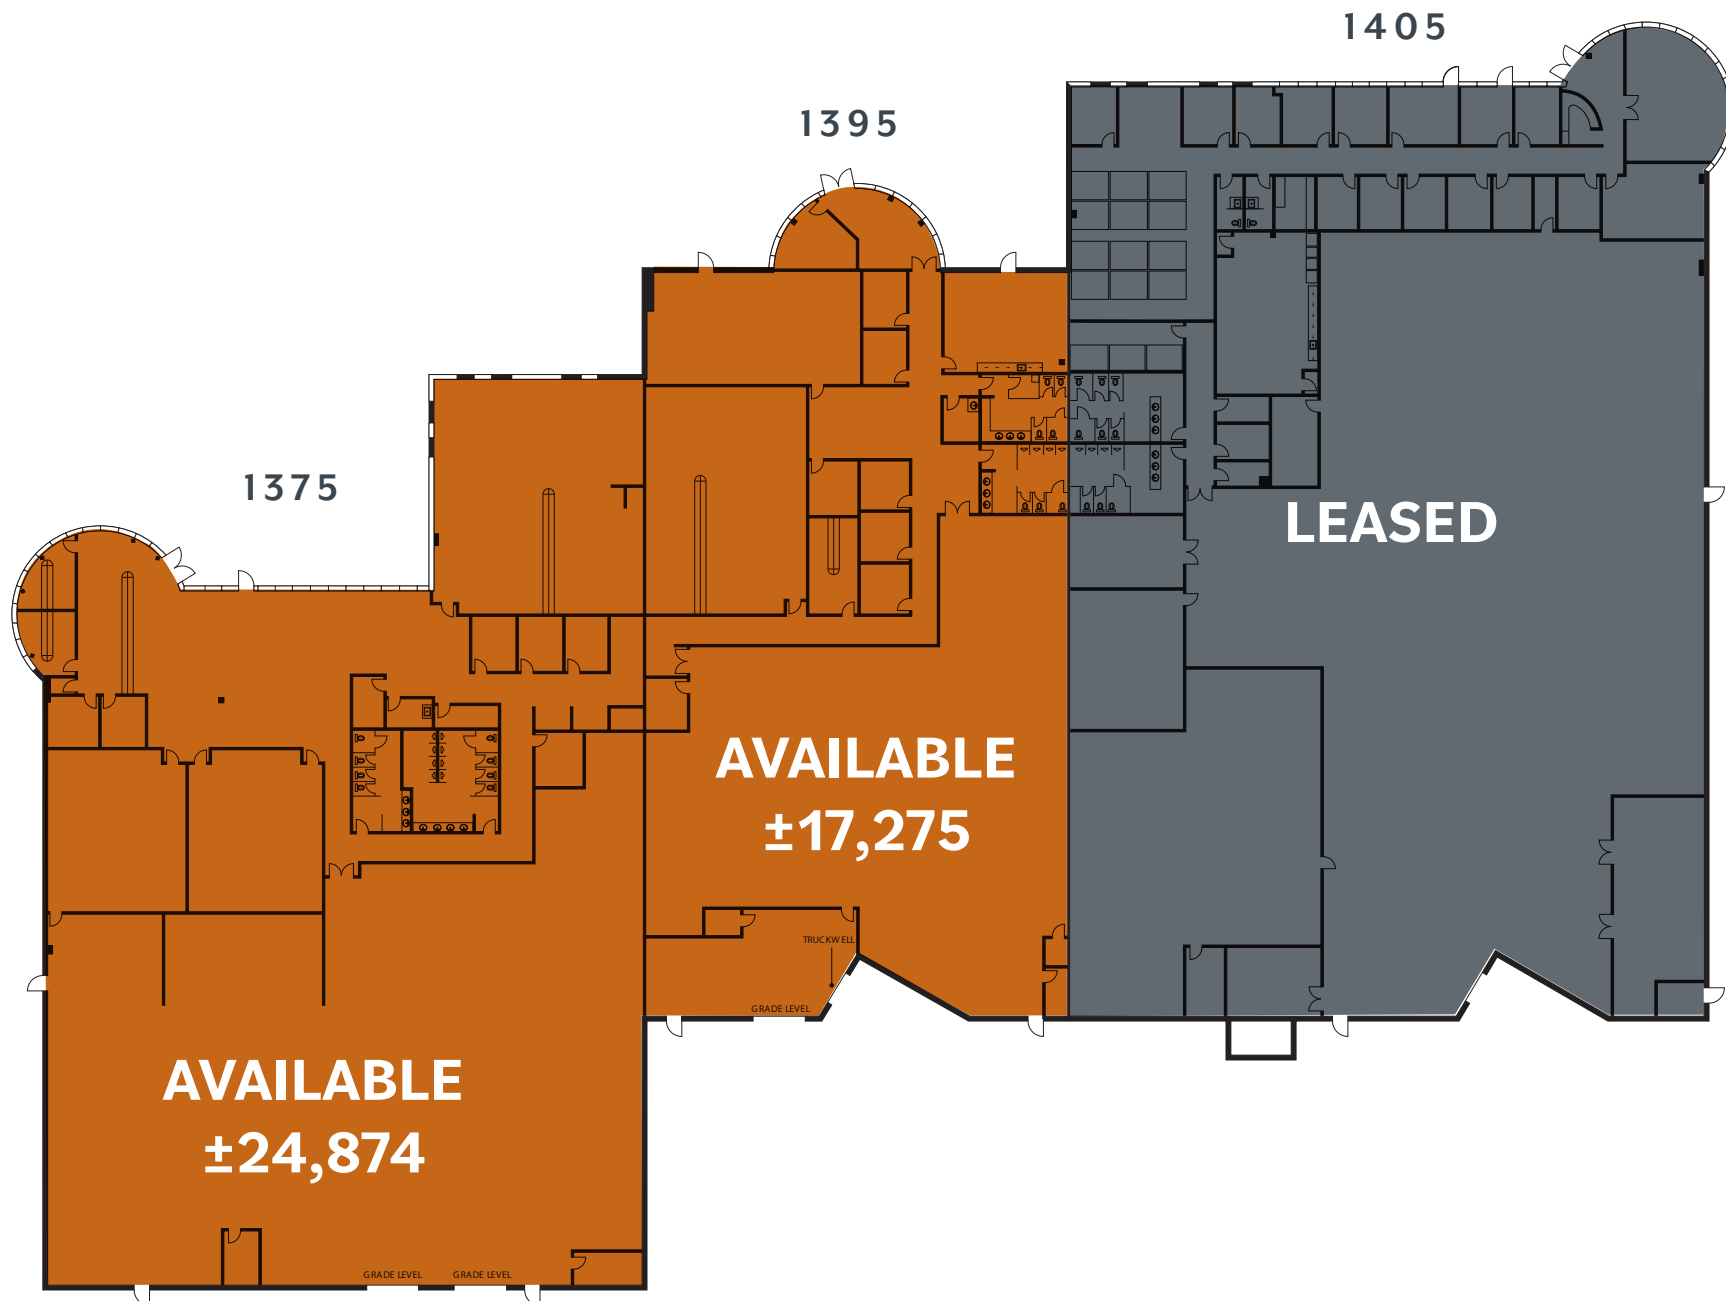 1405
1395
1375
LEASED
AVAILABLE
±17,275
TRUCKWELL
GRADE LEVEL
AVAILABLE
±24,874
GRADE LEVEL
GRADE LEVEL